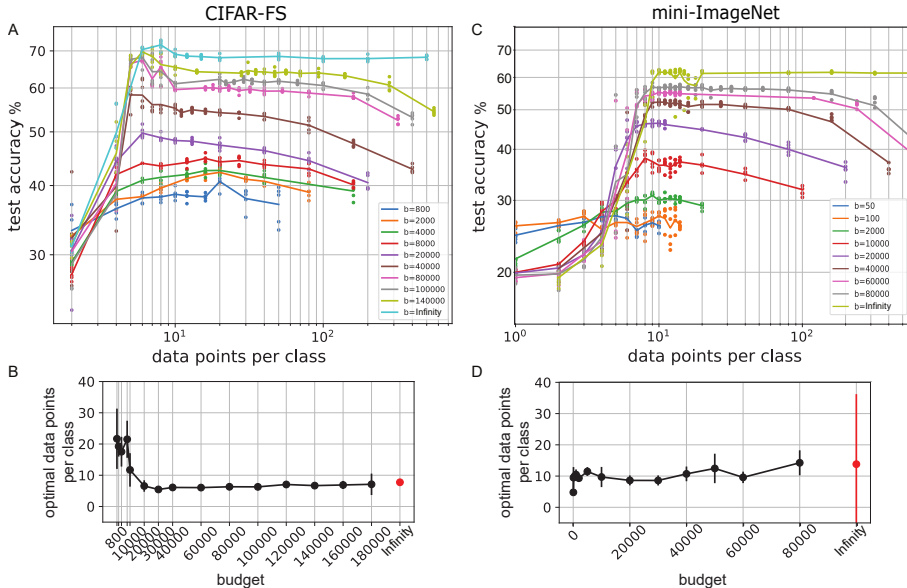 CIFAR-FS
A
70
60
50
40
30
test accuracy %
b=800
b=2000
b=4000
b=8000
b=20000
b=40000
b=80000
b=100000
b=140000
b=Infinity
10¹
10²
data points per class
mini-ImageNet
C
70
60
50
40
30
20
test accuracy %
b=50
b=100
b=2000
b=10000
b=20000
b=40000
b=60000
b=80000
b=Infinity
10⁰
10¹
10²
data points per class
B
40
30
20
10
0
optimal data points
per class
800
10000
20000
30000
40000
60000
80000
100000
120000
140000
160000
180000
Infinity
budget
D
40
30
20
10
0
optimal data points
per class
0
20000
40000
60000
80000
Infinity
budget